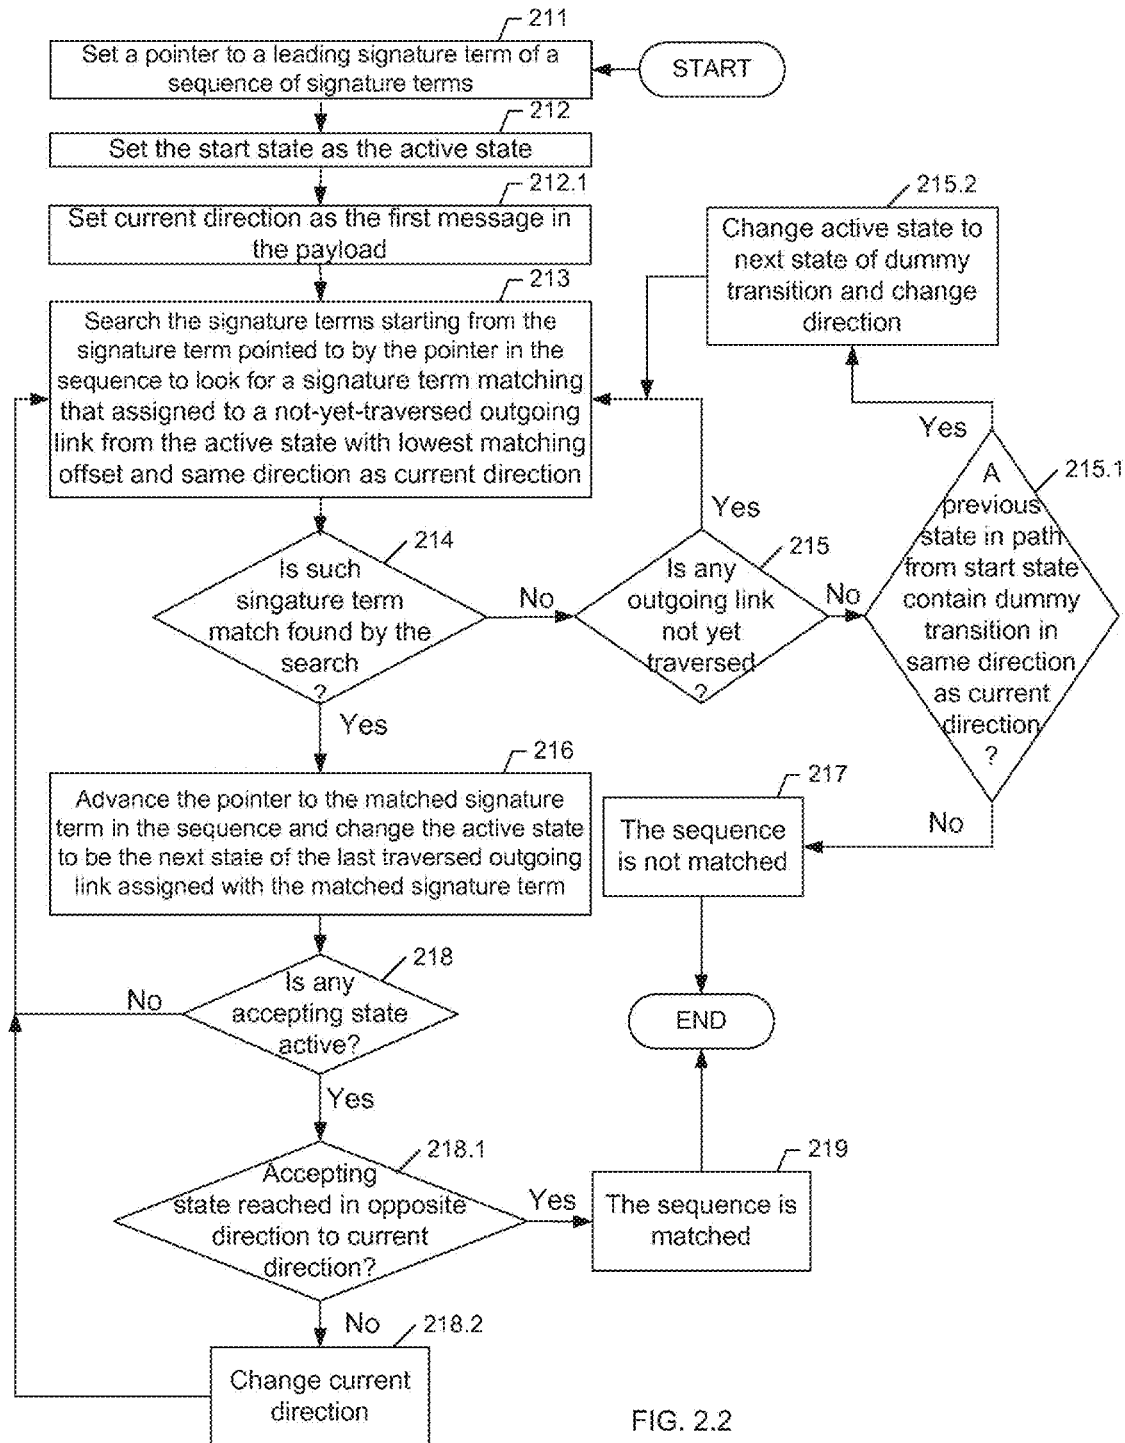 211
Set a pointer to a leading signature term of a
sequence of signature terms
START
212
Set the start state as the active state
212.1
Set current direction as the first message in
the payload
213
Search the signature terms starting from the
signature term pointed to by the pointer in the
sequence to look for a signature term matching
that assigned to a not-yet-traversed outgoing
link from the active state with lowest matching
offset and same direction as current direction
215.2
Change active state to
next state of dummy
transition and change
direction
214
Is such
singature term
match found by the
search
?
No
Yes
215
Is any
outgoing link
not yet
traversed
?
Yes
No
215.1
A
previous
state in path
from start state
contain dummy
transition in
same direction
as current
direction
?
Yes
No
216
Advance the pointer to the matched signature
term in the sequence and change the active state
to be the next state of the last traversed outgoing
link assigned with the matched signature term
217
The sequence
is not matched
218
Is any
accepting state
active?
No
Yes
END
218.1
Accepting
state reached in opposite
direction to current
direction?
Yes
No
219
The sequence is
matched
218.2
Change current
direction
FIG. 2.2